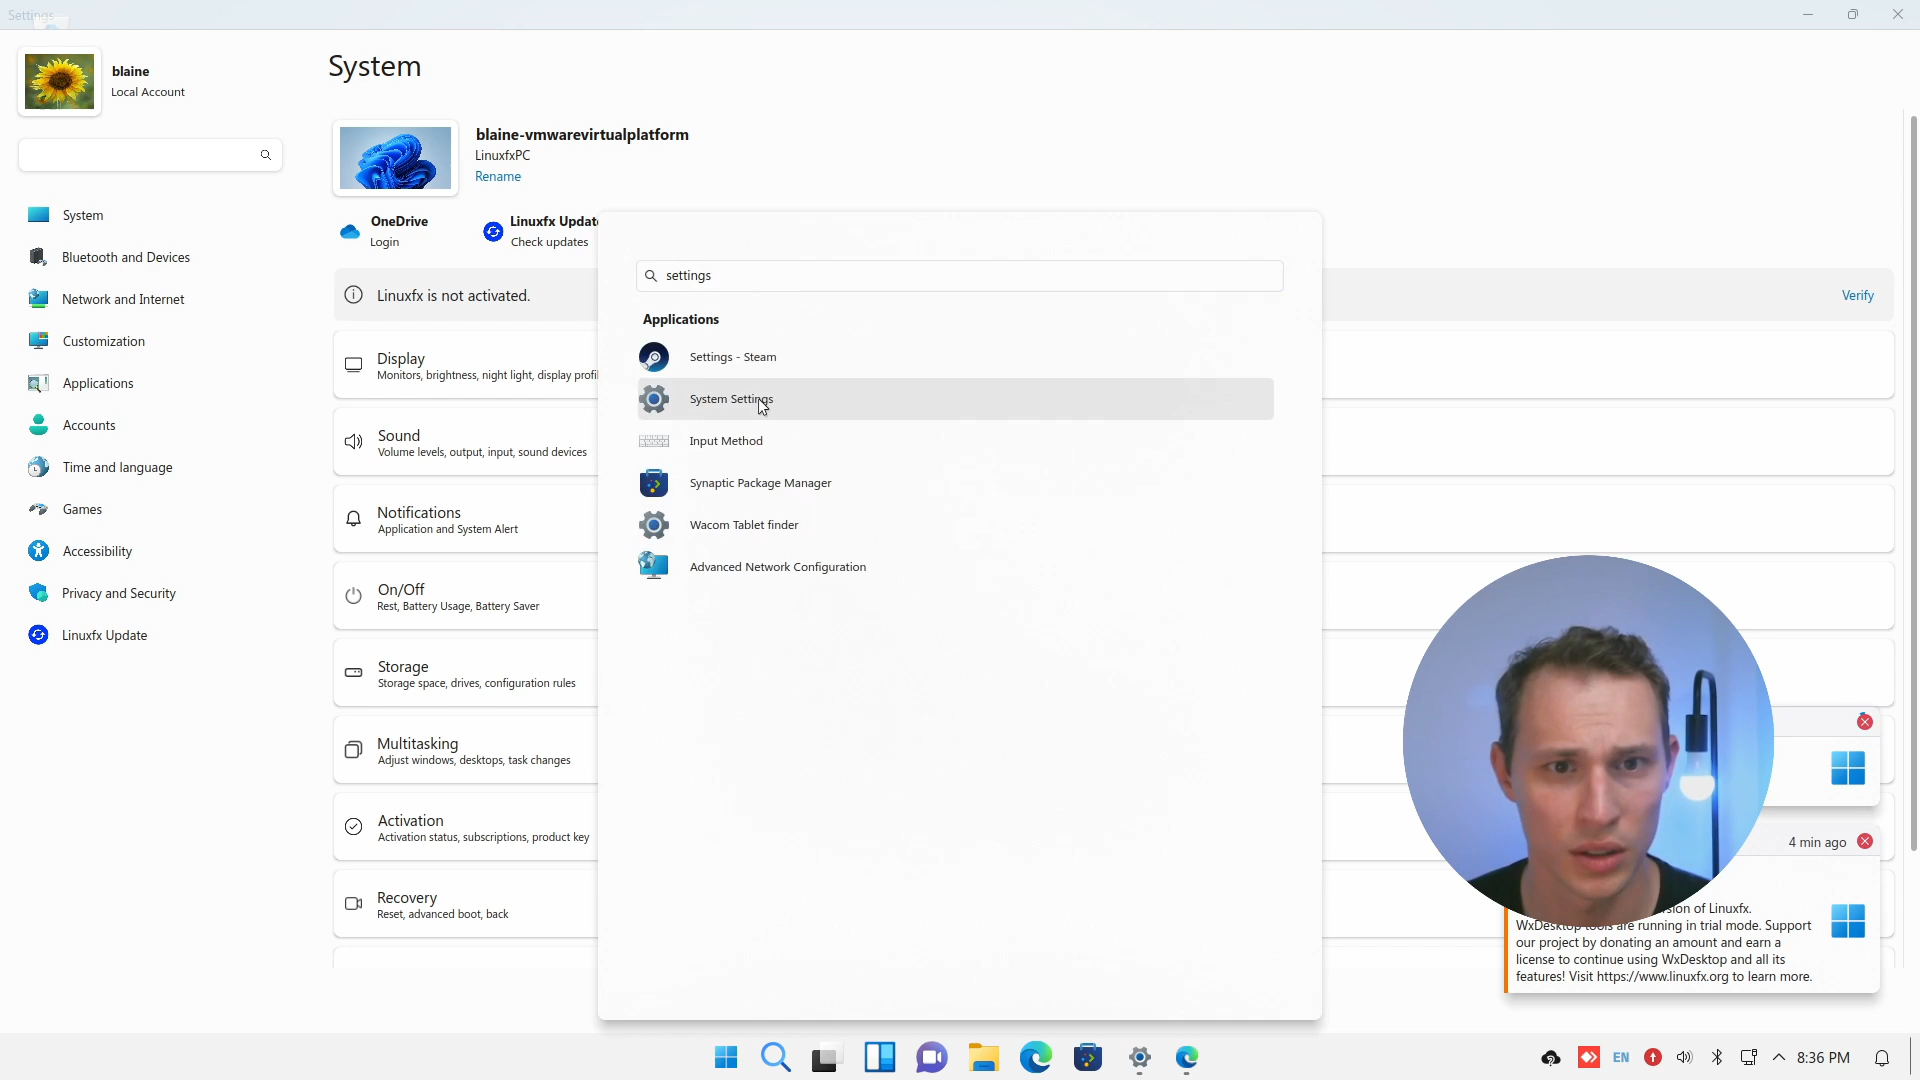 Settings
blaine
Local Account
System
Bluetooth and Devices
Network and Internet
Customization
Applications
Accounts
Time and language
Games
Accessibility
Privacy and Security
Linuxfx Update
System
blaine-vmwarevirtualplatform
LinuxfxPC
Rename
OneDrive
Login
Linuxfx Updat
Check updates
Linuxfx is not activated.
Verify
Display
Monitors, brightness, night light, display profil
Sound
Volume levels, output, input, sound devices
Notifications
Application and System Alert
On/Off
Rest, Battery Usage, Battery Saver
Storage
Storage space, drives, configuration rules
Multitasking
Adjust windows, desktops, task changes
Activation
Activation status, subscriptions, product key
Recovery
Reset, advanced boot, back
settings
Applications
Settings - Steam
System Settings
Input Method
Synaptic Package Manager
Wacom Tablet finder
Advanced Network Configuration
4 min ago
of Linuxfx.
WxDesktop tools are running in trial mode. Support
our project by donating an amount and earn a
license to continue using WxDesktop and all its
features! Visit https://www.linuxfx.org to learn more.
EN
8:36 PM